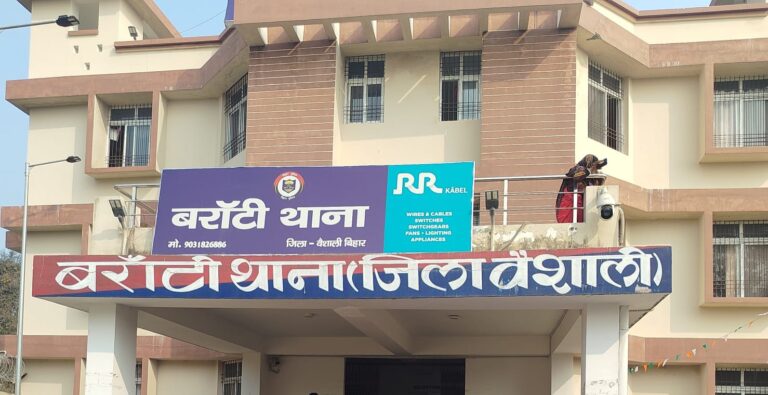 बराॅटी थाना
मो. 9031826886
जिला - वैशाली बिहार
RR KABEL
WIRES & CABLES
SWITCHES
SWITCHGEARS
FANS - LIGHTING
APPLIANCES
बराॅटी थाना (जिला वैशाली)